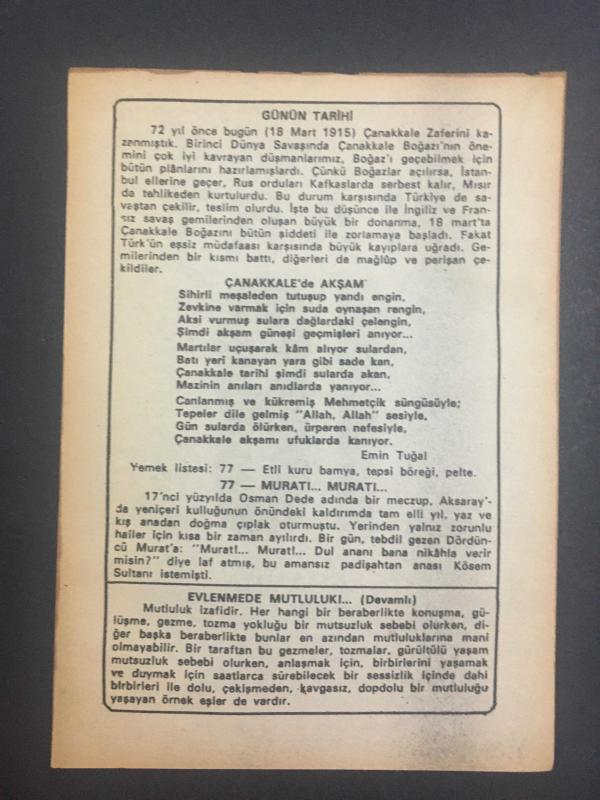 GÜNÜN TARİHİ
72 yıl önce bugün (18 Mart 1915) Çanakkale Zaferini ka-
zanmıştık. Birinci Dünya Savaşında Çanakkale Boğazı'nın öne-
mini çok iyi kavrayan düşmanlarımız, Boğaz'ı geçebilmek için
bütün plânlarını hazırlamışlardı. Çünkü Boğazlar açılırsa, İstan-
bul ellerine geçer, Rus orduları Kafkaslarda serbest kalır, Mısır
da tehlikeden kurtulurdu. Bu durum karşısında Türkiye de sa-
vaştan çekilir, teslim olurdu. İşte bu düşünce ile İngiliz ve Fran-
sız savaş gemilerinden oluşan büyük bir donanma, 18 mart'ta
Çanakkale Boğazını bütün şiddeti ile zorlamaya başladı. Fakat
Türk'ün eşsiz müdafaası karşısında büyük kayıplara uğradı. Ge-
milerinden bir kısmı battı, diğerleri de mağlûp ve perişan çe-
kildiler.
ÇANAKKALE'de AKŞAM
Sihirli meşaleden tutuşup yandı engin,
Zevkine varmak için suda oynaşan rengin,
Aksi vurmuş sulara dağlardaki çelengin,
Şimdi akşam güneşi geçmişleri anıyor...
Martılar uçuşarak kâm alıyor sulardan,
Batı yeri kanayan yara gibi sade kan,
Çanakkale tarihi şimdi sularda akan,
Mazinin anıları anıdlarda yanıyor...
Canlanmış ve kükremiş Mehmetçik süngüsüyle;
Tepeler dile gelmiş "Allah, Allah" sesiyle,
Gün sularda ölürken, ürperen nefesiyle,
Çanakkale akşamı ufuklarda kanıyor.
Emin Tuğal
Yemek listesi: 77 — Etli kuru bamya, tepsi böreği, pelte.
77 — MURAT!... MURAT!...
17'nci yüzyılda Osman Dede adında bir meczup, Aksaray'-
da yeniçeri kulluğunun önündeki kaldırımda tam elli yıl, yaz ve
kış anadan doğma çıplak oturmuştu. Yerinden yalnız zorunlu
haller için kısa bir zaman ayılırdı. Bir gün, tebdil gezen Dördün-
cü Murat'a: "Murat!... Murat!... Dul ananı bana nikâhla verir
misin?" diye laf atmış, bu amansız padişahtan anası Kösem
Sultanı istemişti.
EVLENMEDE MUTLULUK!... (Devamlı)
Mutluluk izafidir. Her hangi bir beraberlikte konuşma, gü-
lüşme, gezme, tozma yokluğu bir mutsuzluk sebebi olurken, di-
ğer başka beraberlikte bunlar en azından mutluluklarına mani
olmayabilir. Bir taraftan bu gezmeler, tozmalar, gürültülü yaşam
mutsuzluk sebebi olurken, anlaşmak için, birbirlerini yaşamak
ve duymak için saatlarca sürebilecek bir sessizlik içinde dahi
birbirleri ile dolu, çekişmeden, kavgasız, dopdolu bir mutluluğu
yaşayan örnek eşler de vardır.